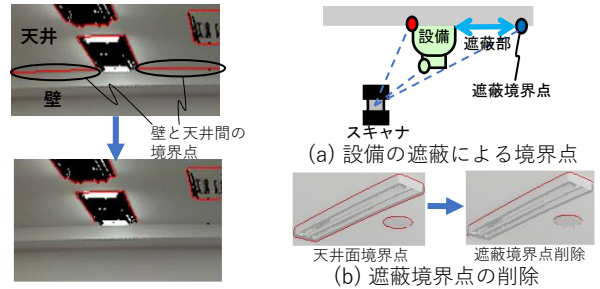 天井
壁
壁と天井間の
境界点
設備
遮蔽部
遮蔽境界点
スキャナ
(a) 設備の遮蔽による境界点
天井面境界点
遮蔽境界点削除
(b) 遮蔽境界点の削除